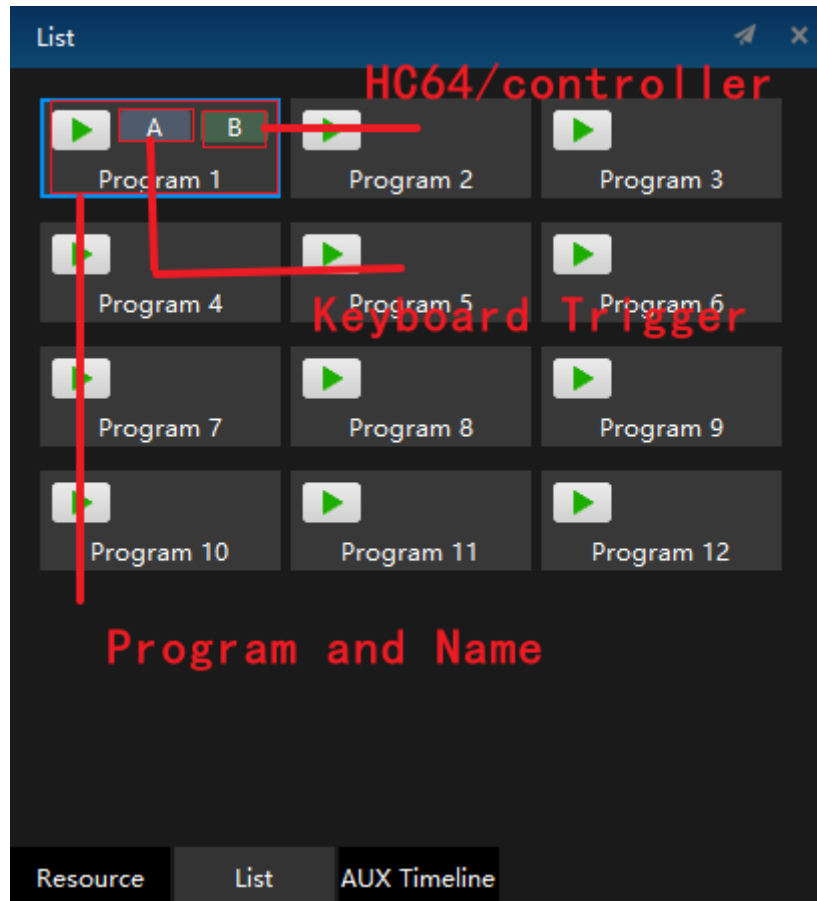 List
HC64/controller
A B
Program 1 Program 2 Program 3
Program 4 Program 5 Program 6
Keyboard Trigger
Program 7 Program 8 Program 9
Program 10 Program 11 Program 12
Program and Name
Resource List AUX Timeline